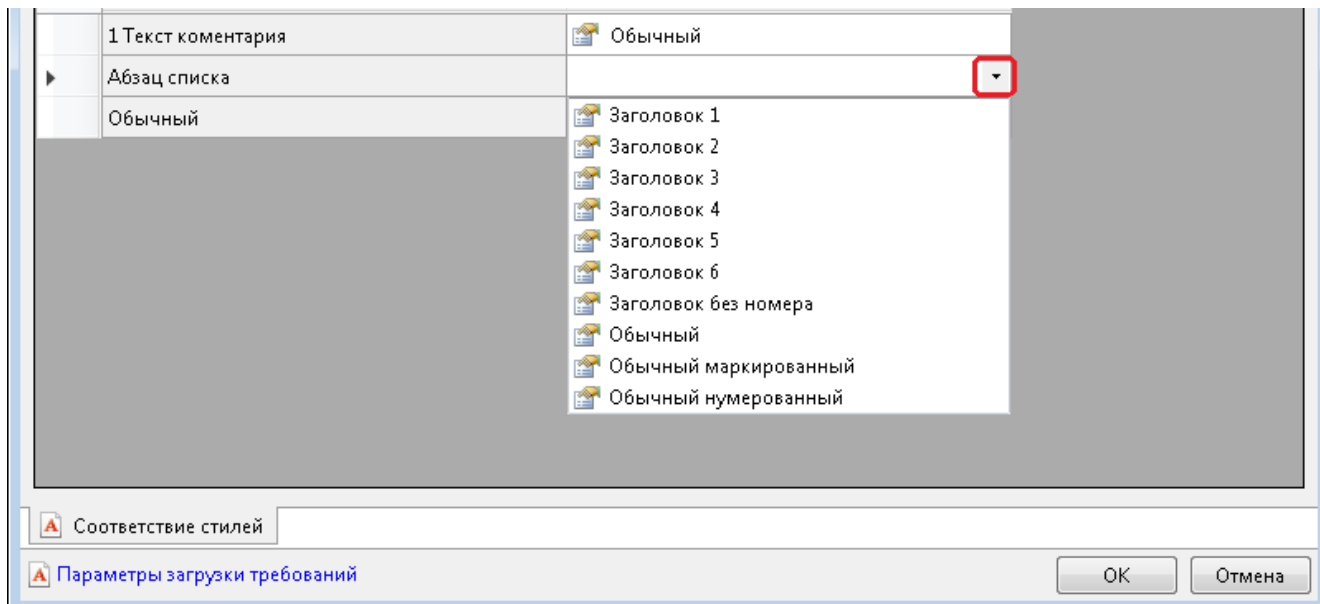 1 Текст коментария Обычный
Абзац списка
Обычный
Заголовок 1
Заголовок 2
Заголовок 3
Заголовок 4
Заголовок 5
Заголовок 6
Заголовок без номера
Обычный
Обычный маркированный
Обычный нумерованный
A Соответствие стилей
A Параметры загрузки требований OK Отмена